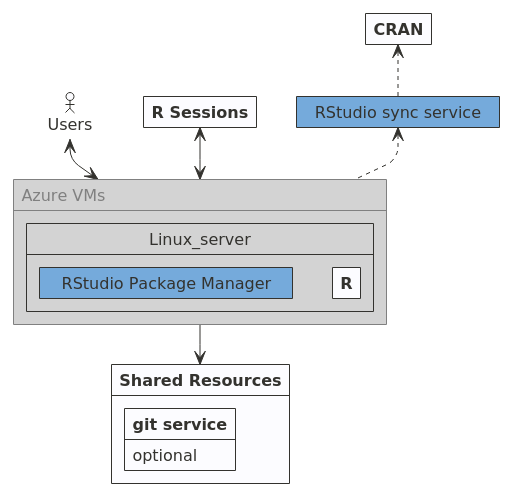 CRAN
R Sessions
RStudio sync service
Users
Azure VMs
Linux_server
RStudio Package Manager
R
Shared Resources
git service
optional